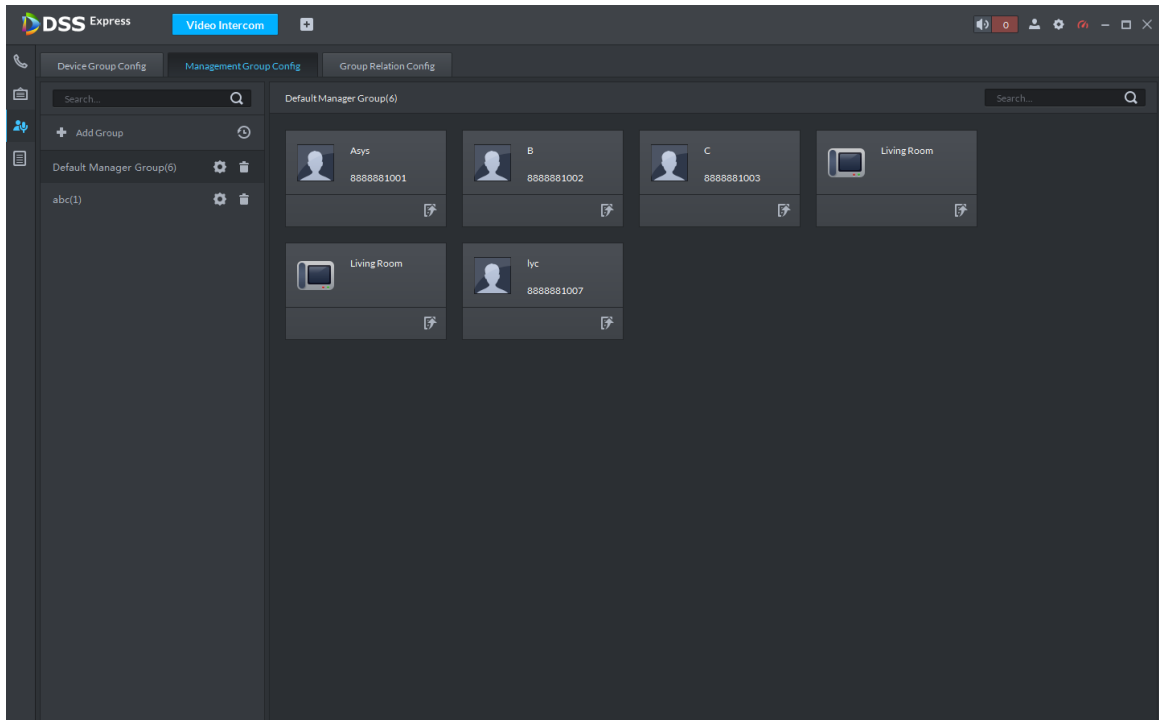 DSS Express
Video Intercom
0
Device Group Config
Management Group Config
Group Relation Config
Search...
Default Manager Group(6)
Search...
Add Group
Default Manager Group(6)
abc(1)
Asys
8888881001
B
8888881002
C
8888881003
Living Room
Living Room
lyc
8888881007